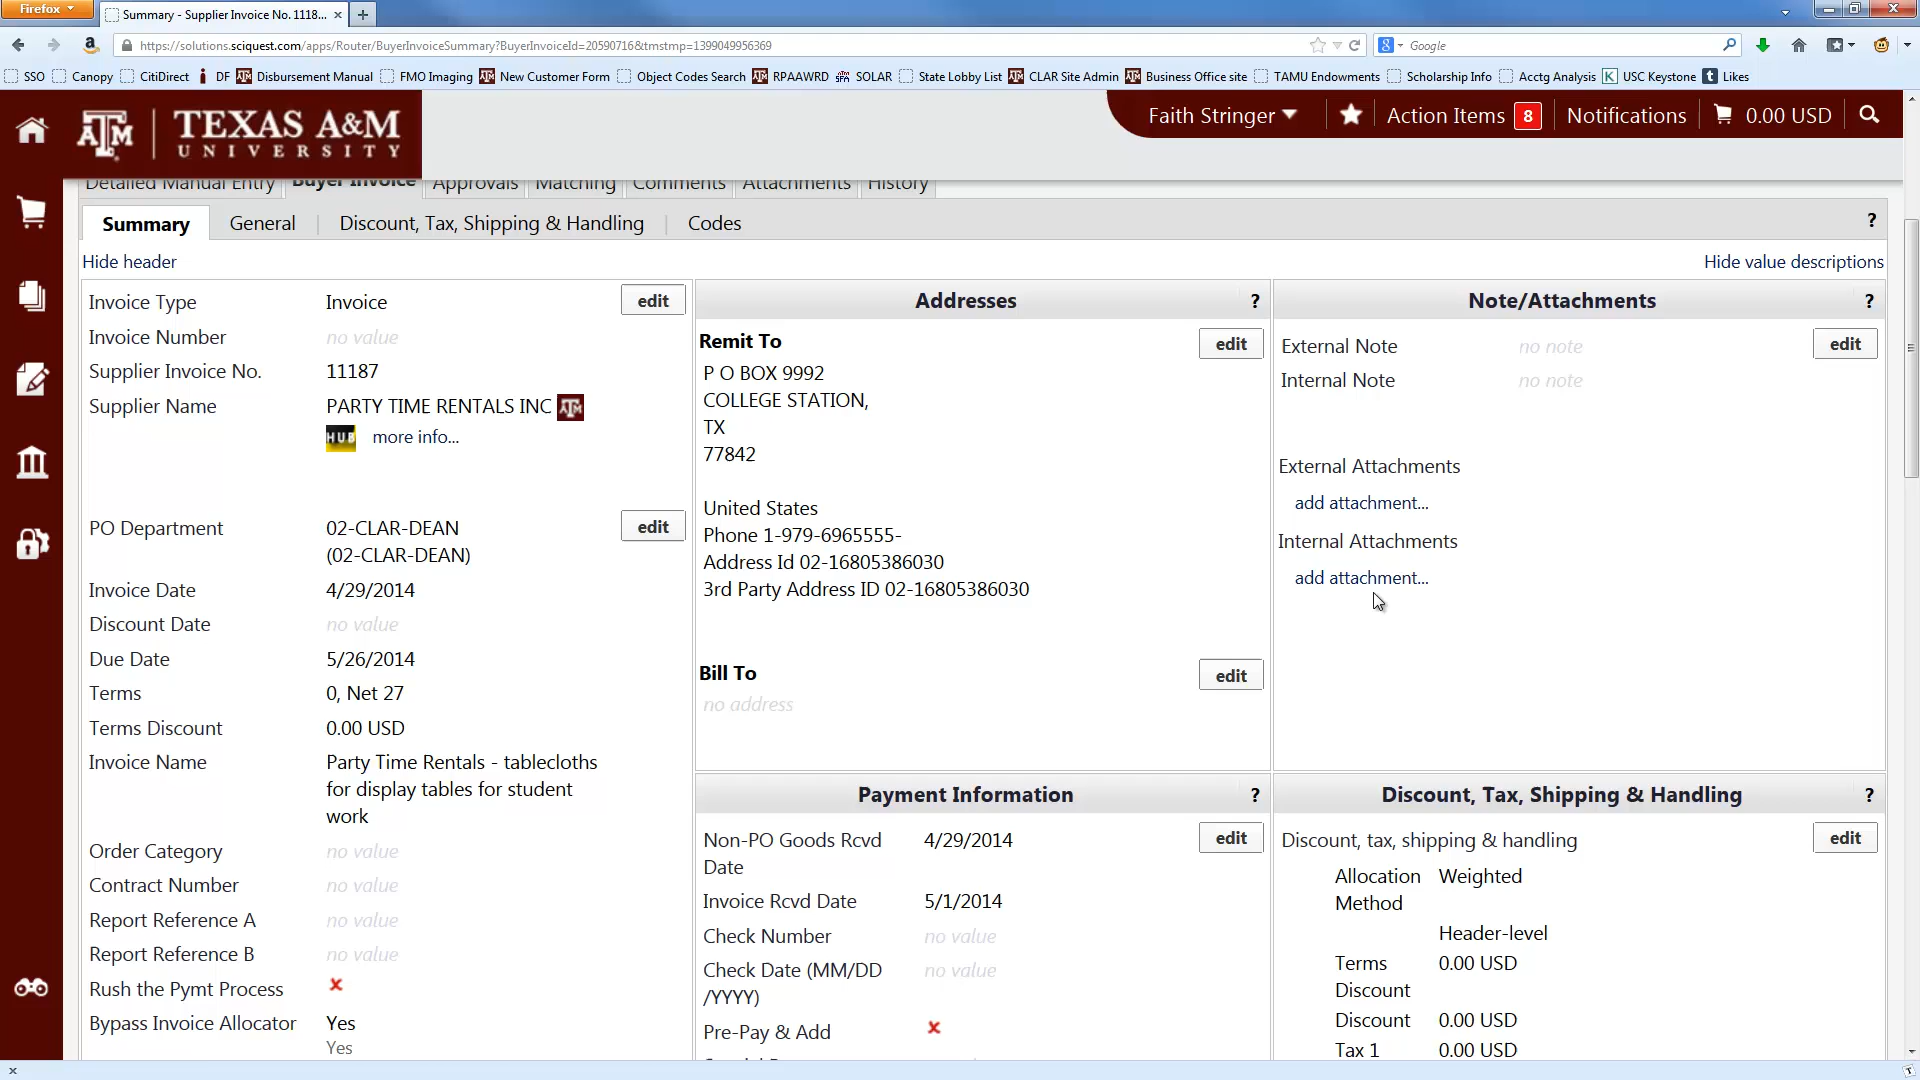 Firefox
Summary - Supplier Invoice No. 1118...
https://solutions.sciquest.com/apps/Router/BuyerInvoiceSummary?BuyerInvoiceId=20590716&tmstmp=1399049956369
Google
SSO Canopy CitiDirect DF Disbursement Manual FMO Imaging New Customer Form Object Codes Search RPAAWRD SOLAR State Lobby List CLAR Site Admin Business Office site TAMU Endowments Scholarship Info Acctg Analysis USC Keystone Likes
TEXAS A&M
UNIVERSITY
Faith Stringer Action Items 8 Notifications 0.00 USD
Detailed Manual Entry Buyer Invoice Approvals Matching Comments Attachments History
Summary General Discount, Tax, Shipping & Handling Codes ?
Hide header Hide value descriptions
Invoice Type Invoice edit
Invoice Number no value
Supplier Invoice No. 11187
Supplier Name PARTY TIME RENTALS INC
HUB more info...
PO Department 02-CLAR-DEAN edit
(02-CLAR-DEAN)
Invoice Date 4/29/2014
Discount Date no value
Due Date 5/26/2014
Terms 0, Net 27
Terms Discount 0.00 USD
Invoice Name Party Time Rentals - tablecloths
for display tables for student
work
Order Category no value
Contract Number no value
Report Reference A no value
Report Reference B no value
Rush the Pymt Process
Bypass Invoice Allocator Yes
Yes
Addresses ?
Remit To edit
P O BOX 9992
COLLEGE STATION,
TX
77842
United States
Phone 1-979-6965555-
Address Id 02-16805386030
3rd Party Address ID 02-16805386030
Bill To edit
no address
Payment Information ?
Non-PO Goods Rcvd 4/29/2014 edit
Date
Invoice Rcvd Date 5/1/2014
Check Number no value
Check Date (MM/DD no value
/YYYY)
Pre-Pay & Add
Note/Attachments ?
External Note no note edit
Internal Note no note
External Attachments
add attachment...
Internal Attachments
add attachment...
Discount, Tax, Shipping & Handling ?
Discount, tax, shipping & handling edit
Allocation Weighted
Method
Header-level
Terms 0.00 USD
Discount
Discount 0.00 USD
Tax 1 0.00 USD